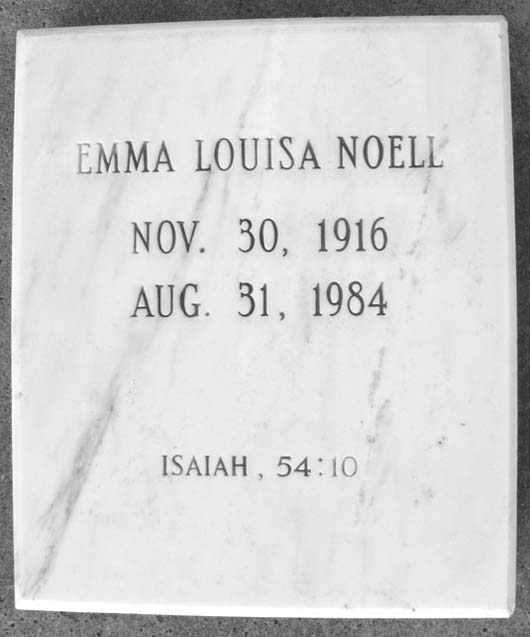 EMMA LOUISA NOELL
NOV. 30, 1916
AUG. 31, 1984
ISAIAH, 54:10